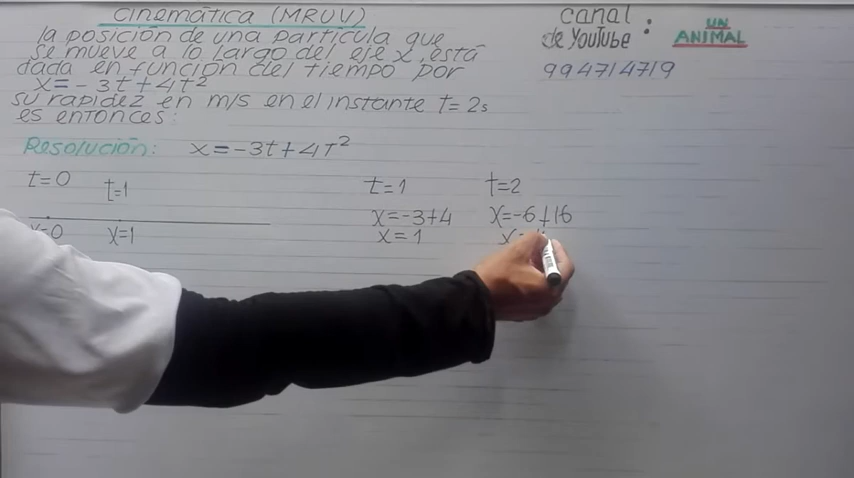 cinemática (MRUV)
la posición de una partícula que
se mueve a lo largo del eje x, está
dada en función del tiempo por
x = - 3t + 4t²
su rapidez en m/s en el instante t = 2s
es entonces:
canal
de YouTube :
UN
ANIMAL
994714719
Resolución: x = -3t + 4t²
t = 0 t = 1 t = 1 t = 2
x = -3+4 x = -6+16
x = 0 x = 1 x = 1 x =